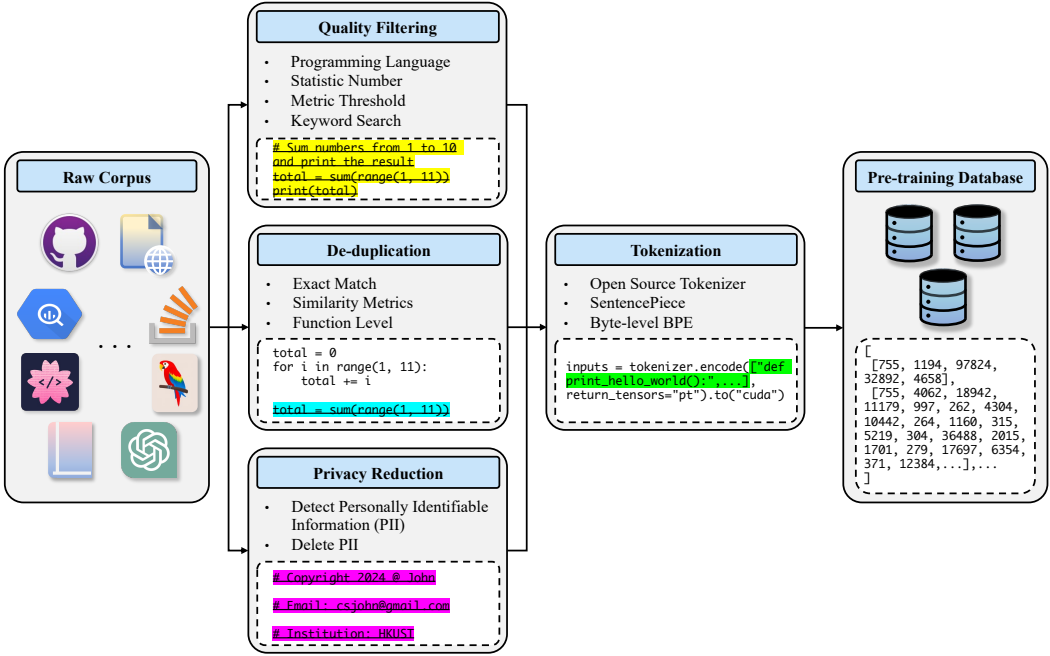 Raw Corpus
</>
. . .
Quality Filtering
• Programming Language
• Statistic Number
• Metric Threshold
• Keyword Search
# Sum numbers from 1 to 10
and print the result
total = sum(range(1, 11))
print(total)
De-duplication
• Exact Match
• Similarity Metrics
• Function Level
total = 0
for i in range(1, 11):
    total += i
total = sum(range(1, 11))
Privacy Reduction
• Detect Personally Identifiable
Information (PII)
• Delete PII
# Copyright 2024 @ John
# Email: csjohn@gmail.com
# Institution: HKUST
Tokenization
• Open Source Tokenizer
• SentencePiece
• Byte-level BPE
inputs = tokenizer.encode(["def
print_hello_world():",...],
return_tensors="pt").to("cuda")
Pre-training Database
[
[755, 1194, 97824,
32892, 4658],
[755, 4062, 18942,
11179, 997, 262, 4304,
10442, 264, 1160, 315,
5219, 304, 36488, 2015,
1701, 279, 17697, 6354,
371, 12384,...],...
]